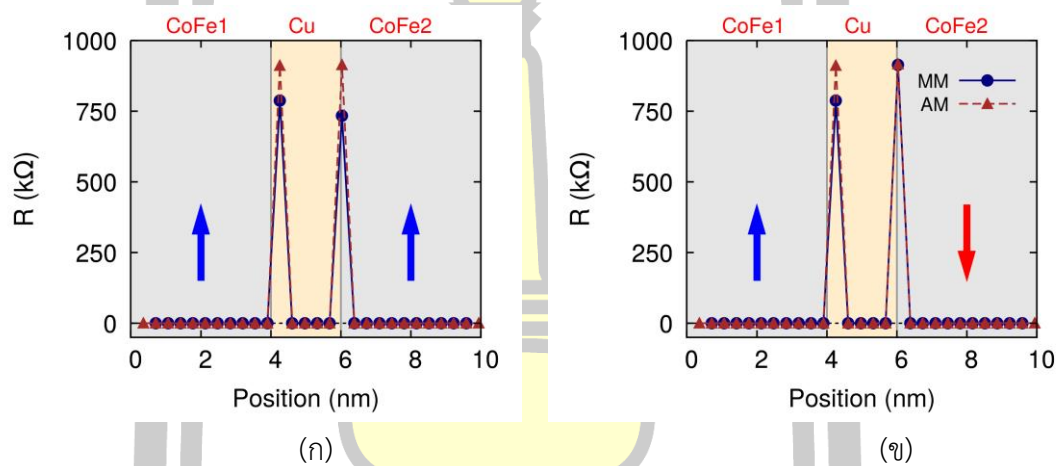 CoFe1 Cu CoFe2
1000
750
500
250
0
R (kΩ)
0 2 4 6 8 10
Position (nm)
(ก)
CoFe1 Cu CoFe2
1000
750
500
250
0
R (kΩ)
MM
AM
0 2 4 6 8 10
Position (nm)
(ข)